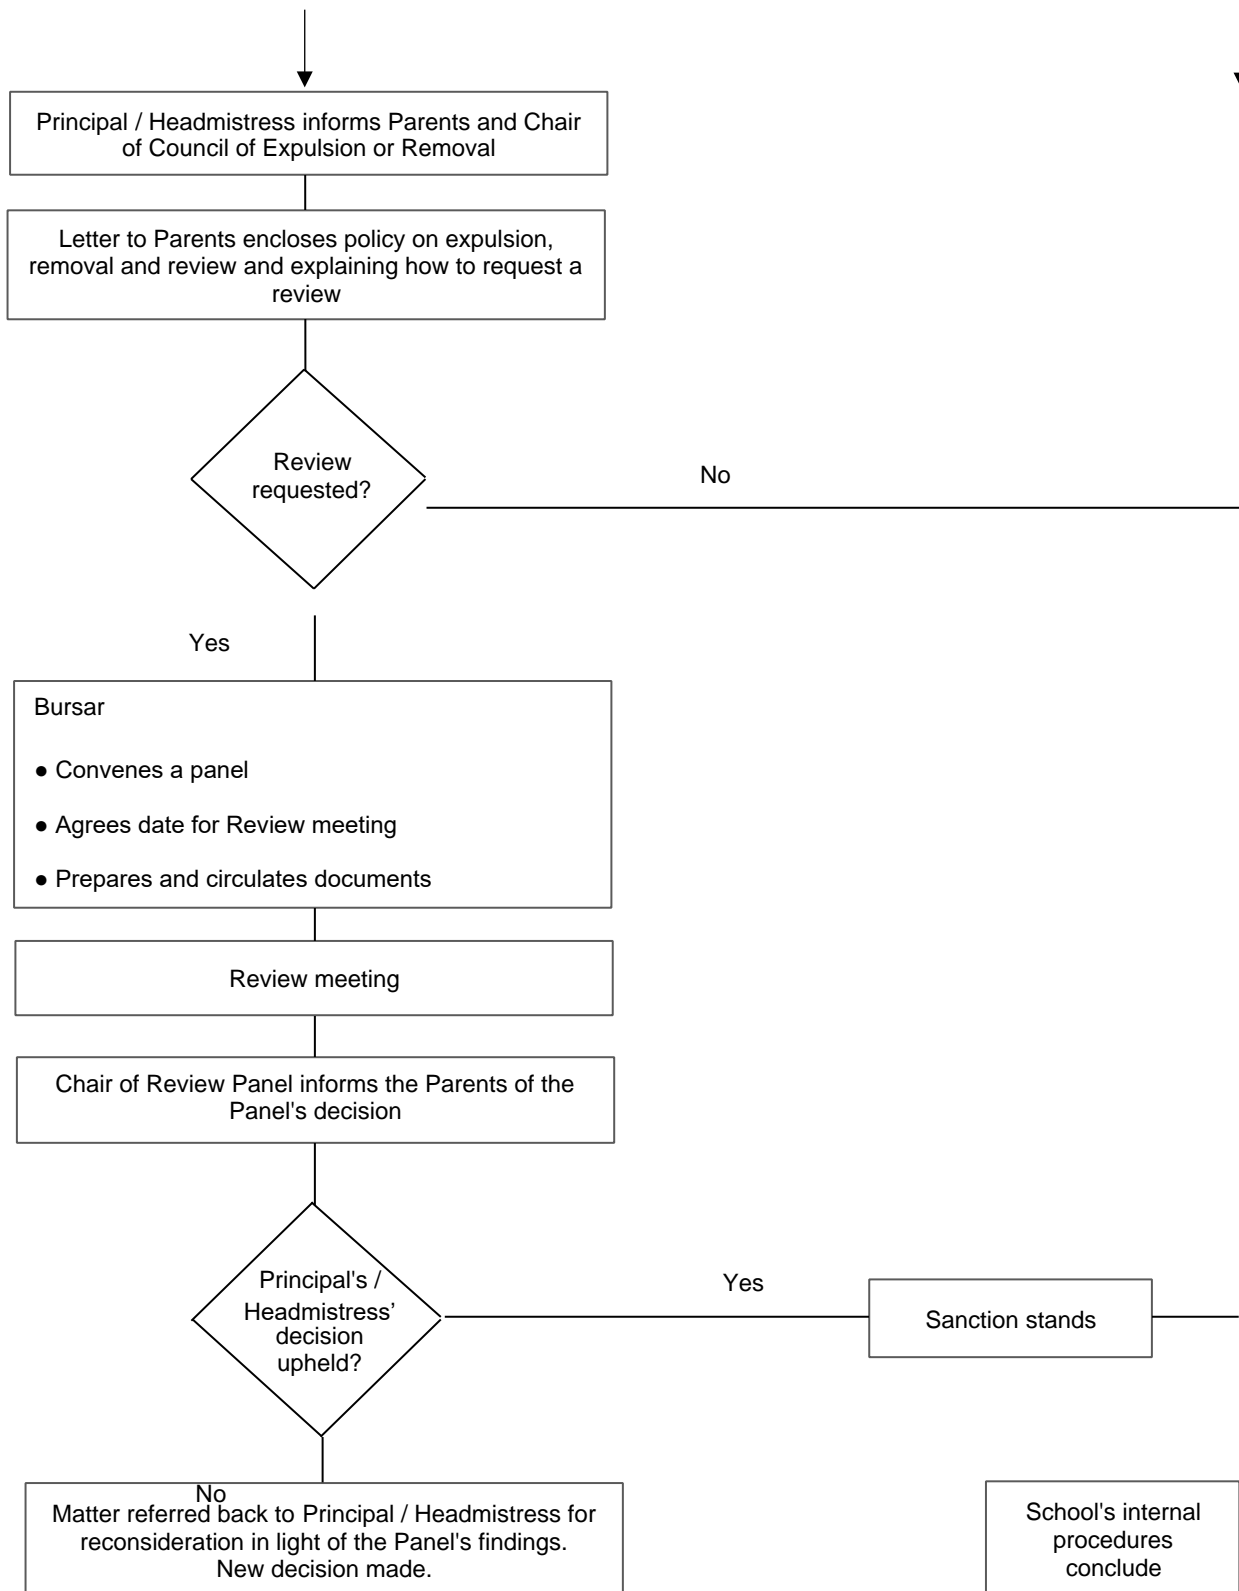 Principal / Headmistress informs Parents and Chair
of Council of Expulsion or Removal
Letter to Parents encloses policy on expulsion,
removal and review and explaining how to request a
review
Review
requested?
No
Yes
Bursar
● Convenes a panel
● Agrees date for Review meeting
● Prepares and circulates documents
Review meeting
Chair of Review Panel informs the Parents of the
Panel's decision
Principal's /
Headmistress’
decision
upheld?
Yes
Sanction stands
No
Matter referred back to Principal / Headmistress for
reconsideration in light of the Panel's findings.
New decision made.
School's internal
procedures
conclude